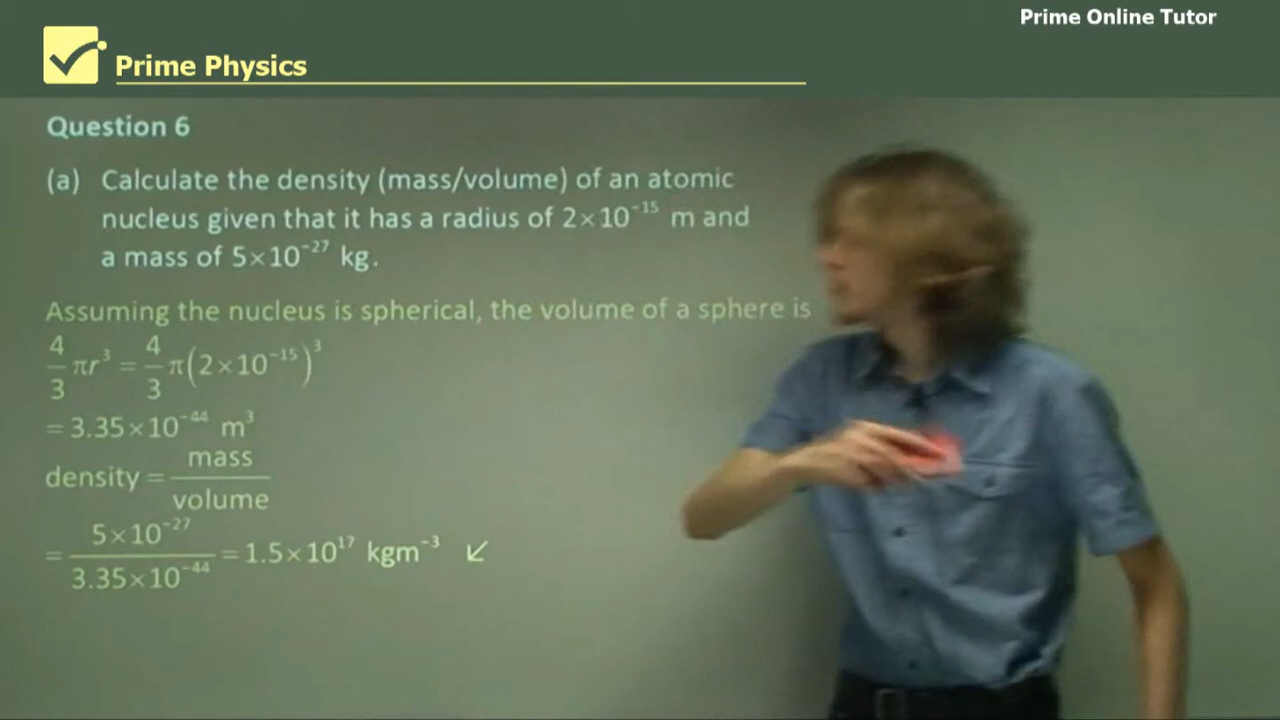 Prime Online Tutor
Prime Physics
Question 6
(a) Calculate the density (mass/volume) of an atomic
nucleus given that it has a radius of 2×10⁻¹⁵ m and
a mass of 5×10⁻²⁷ kg.
Assuming the nucleus is spherical, the volume of a sphere is
4/3 πr³ = 4/3 π(2×10⁻¹⁵)³
= 3.35×10⁻⁴⁴ m³
density = mass/volume
= 5×10⁻²⁷/3.35×10⁻⁴⁴ = 1.5×10¹⁷ kgm⁻³ ↙